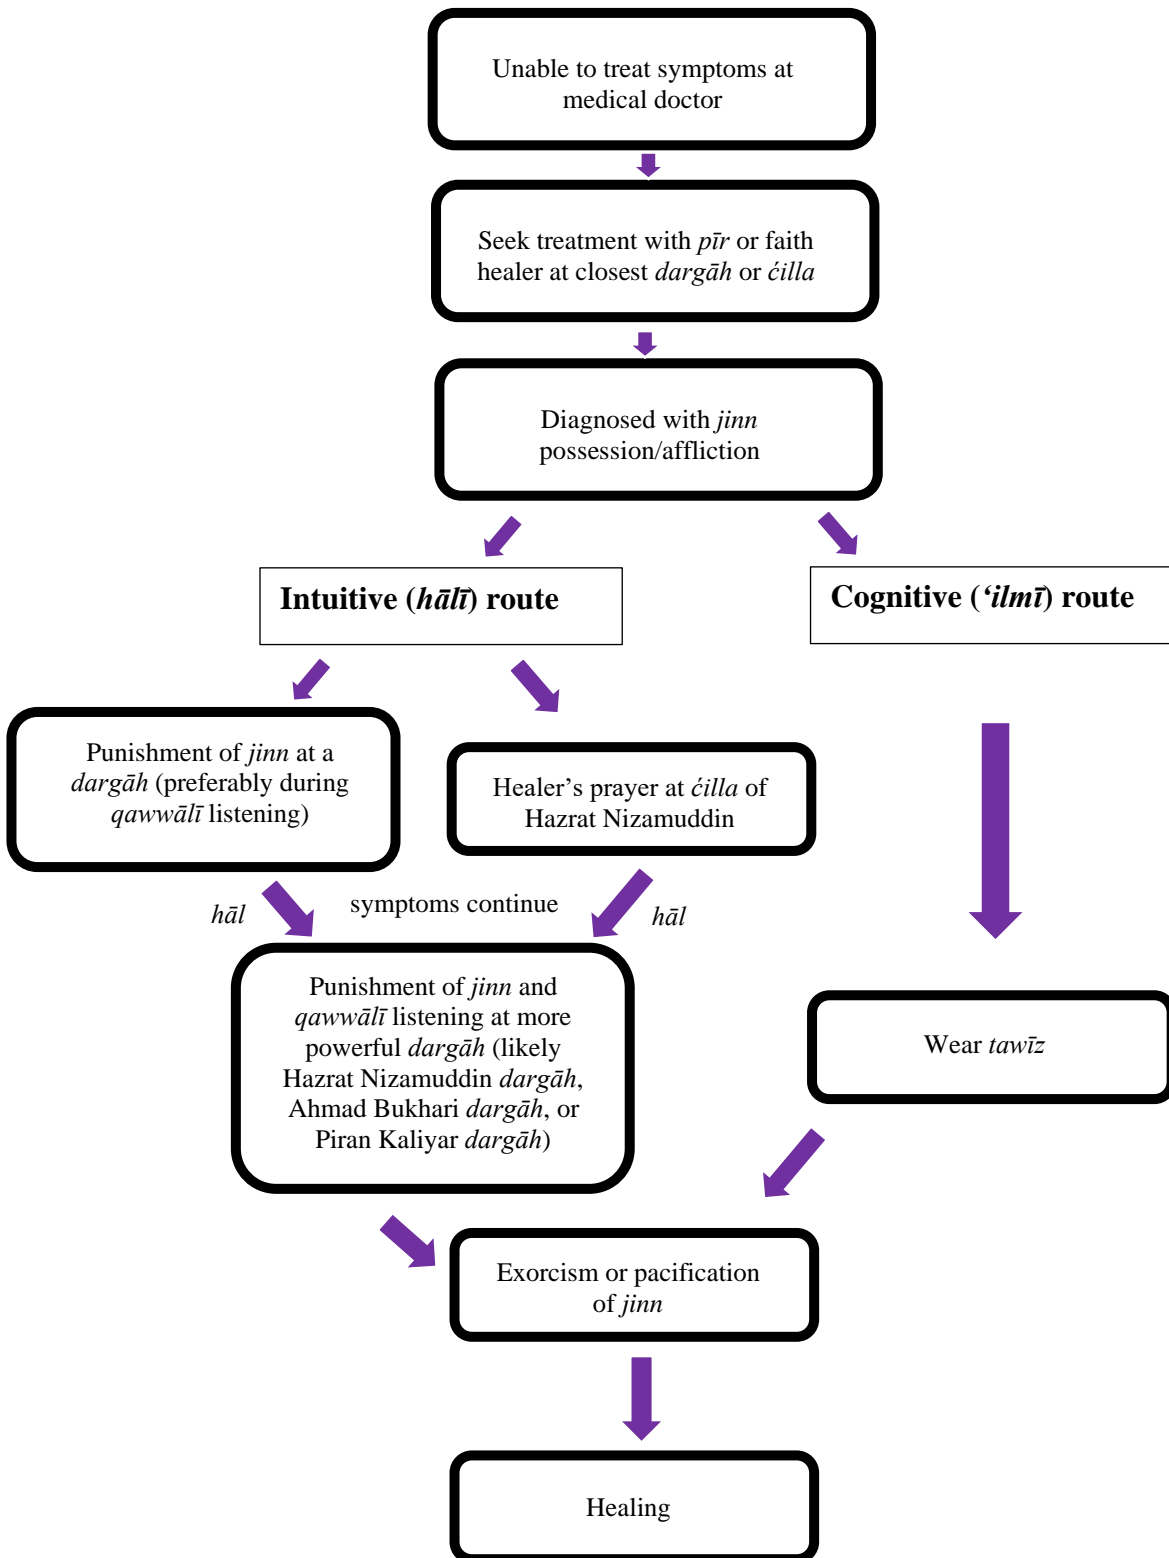 Unable to treat symptoms at
medical doctor
Seek treatment with pīr or faith
healer at closest dargāh or ćilla
Diagnosed with jinn
possession/affliction
Intuitive (hālī) route
Cognitive (‘ilmī) route
Punishment of jinn at a
dargāh (preferably during
qawwālī listening)
Healer’s prayer at ćilla of
Hazrat Nizamuddin
hāl
symptoms continue
hāl
Punishment of jinn and
qawwālī listening at more
powerful dargāh (likely
Hazrat Nizamuddin dargāh,
Ahmad Bukhari dargāh, or
Piran Kaliyar dargāh)
Wear tawīz
Exorcism or pacification
of jinn
Healing